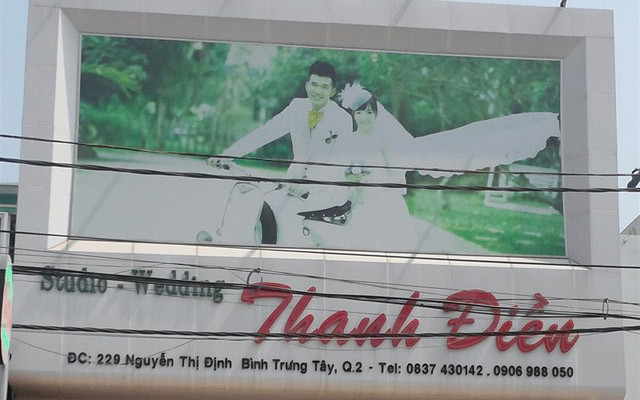 Studio - Wedding Thanh Điền
ĐC: 229 Nguyễn Thị Định Bình Trưng Tây, Q.2 - Tel: 0837 430142 . 0906 988 050